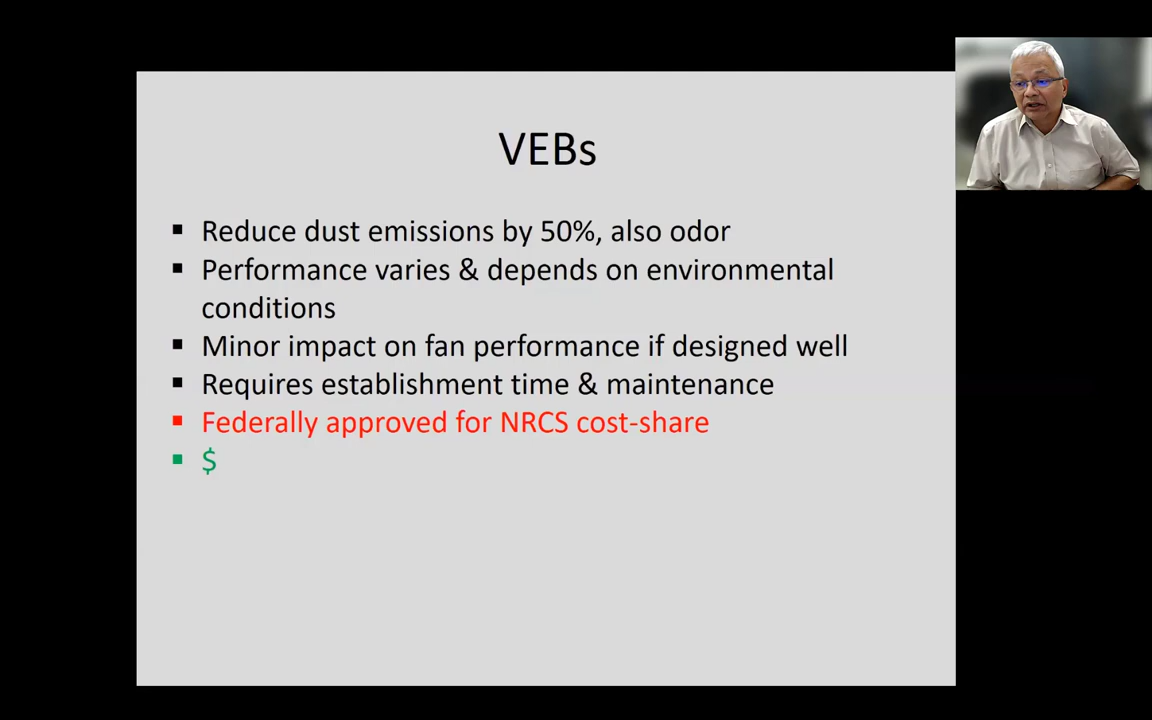 VEBs
▪ Reduce dust emissions by 50%, also odor
▪ Performance varies & depends on environmental
conditions
▪ Minor impact on fan performance if designed well
▪ Requires establishment time & maintenance
▪ Federally approved for NRCS cost-share
▪ $